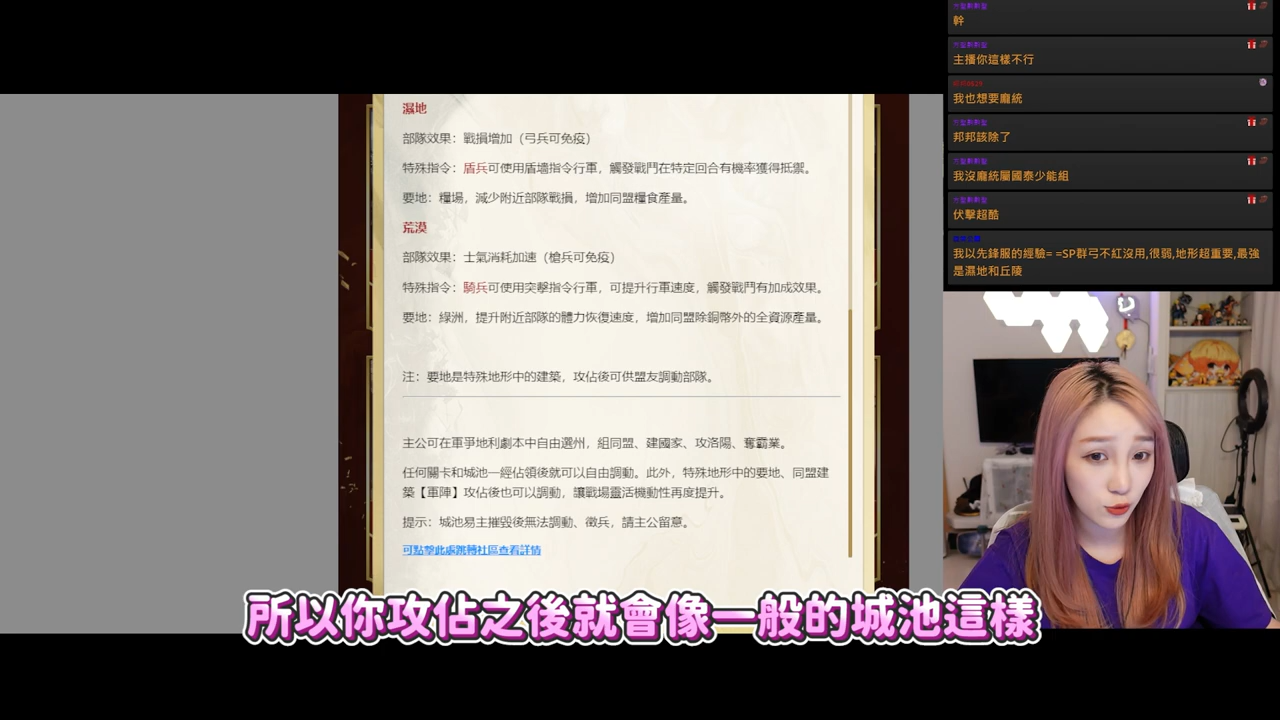 濕地
部隊效果：戰損增加（弓兵可免疫）
特殊指令：盾兵可使用盾墻指令行軍，觸發戰鬥在特定回合有機率獲得抵禦。
要地：糧場，減少附近部隊戰損，增加同盟糧食產量。
荒漠
部隊效果：士氣消耗加速（槍兵可免疫）
特殊指令：騎兵可使用突擊指令行軍，可提升行軍速度，觸發戰鬥有加成效果。
要地：綠洲，提升附近部隊的體力恢復速度，增加同盟除銅幣外的全資源產量。
注：要地是特殊地形中的建築，攻佔後可供盟友調動部隊。
主公可在軍爭地利劇本中自由選州，組同盟、建國家、攻洛陽、奪霸業。
任何關卡和城池一經佔領後就可以自由調動。此外，特殊地形中的要地、同盟建
築【軍陣】攻佔後也可以調動，讓戰場靈活機動性再度提升。
提示：城池易主摧毀後無法調動、徵兵，請主公留意。
可點擊此處跳轉社區查看詳情
幹
主播你這樣不行
我也想要龐統
邦邦該除了
我沒龐統屬國泰少能組
伏擊超酷
我以先鋒服的經驗= =SP群弓不紅沒用,很弱,地形超重要,最強
是濕地和丘陵
所以你攻佔之後就會像一般的城池這樣